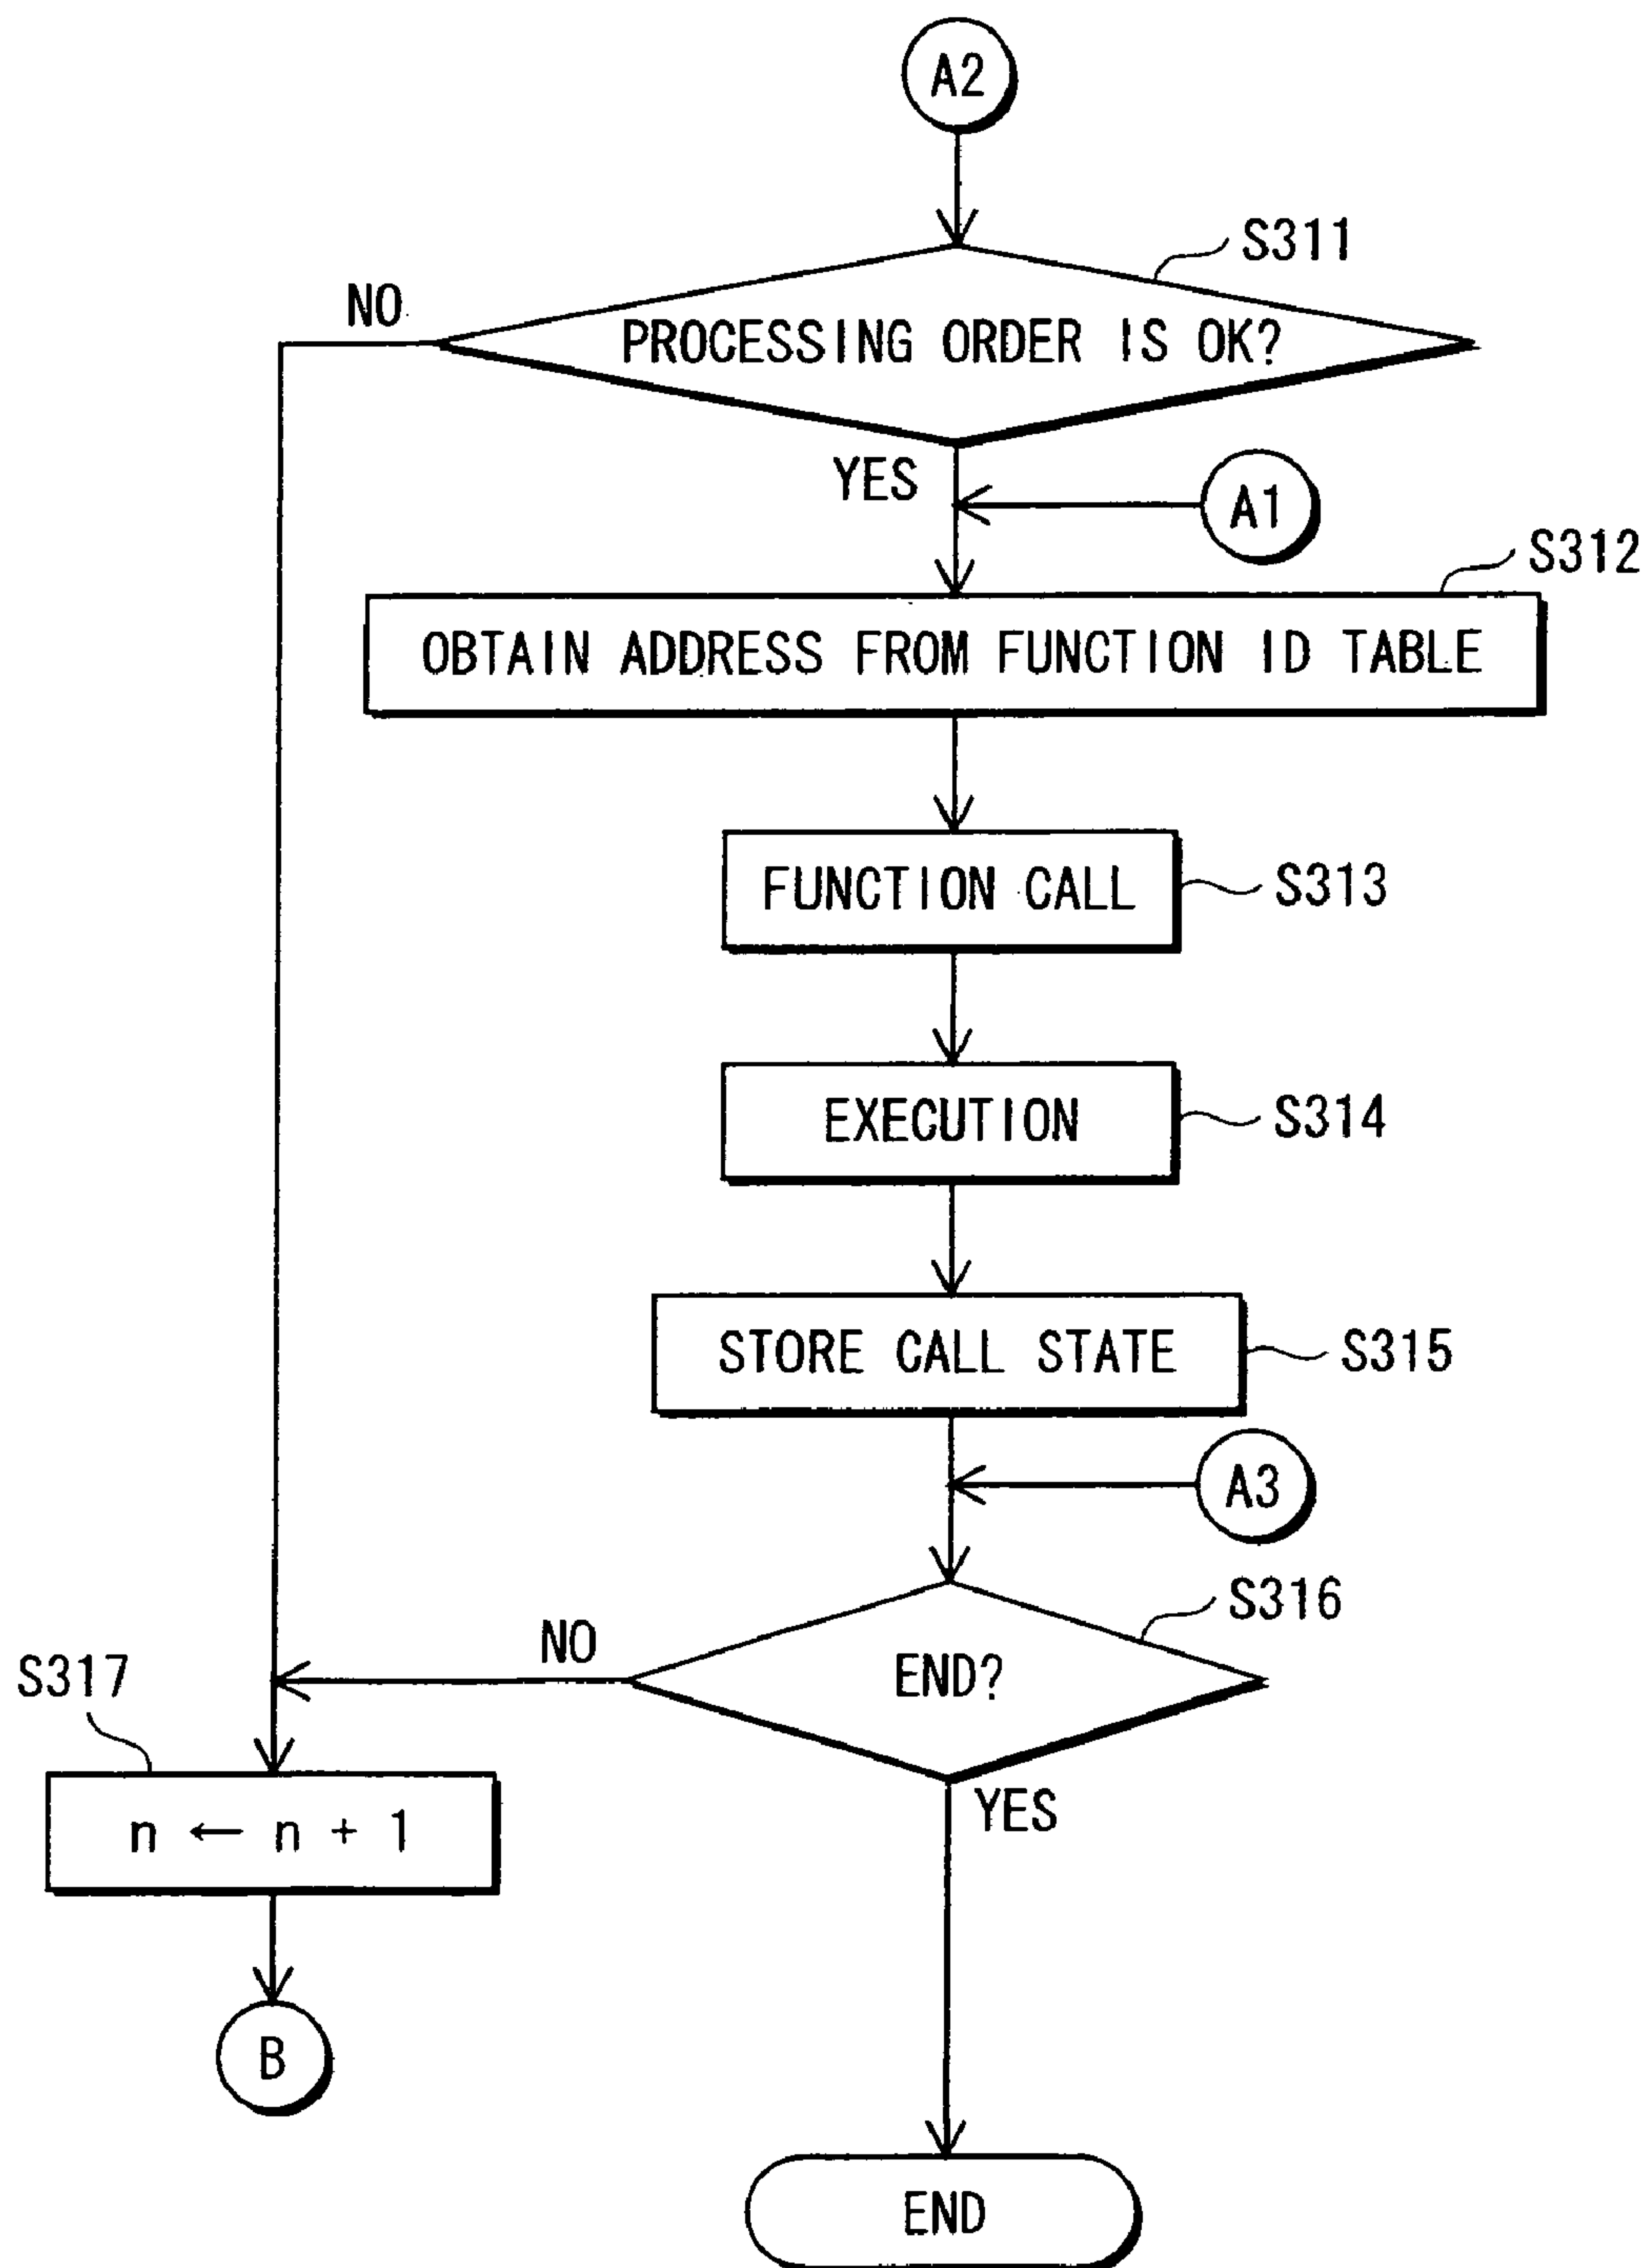 A2
S311
NO
PROCESSING ORDER IS OK?
YES
A1
S312
OBTAIN ADDRESS FROM FUNCTION ID TABLE
FUNCTION CALL
S313
EXECUTION
S314
STORE CALL STATE
S315
A3
S316
NO
END?
S317
YES
n ← n + 1
B
END